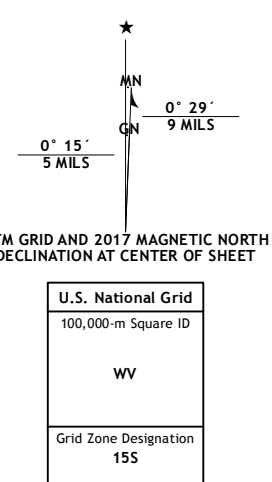 ★
MN
GN
0° 29´
9 MILS
0° 15´
5 MILS
TM GRID AND 2017 MAGNETIC NORTH
DECLINATION AT CENTER OF SHEET
U.S. National Grid
100,000-m Square ID
WV
Grid Zone Designation
15S